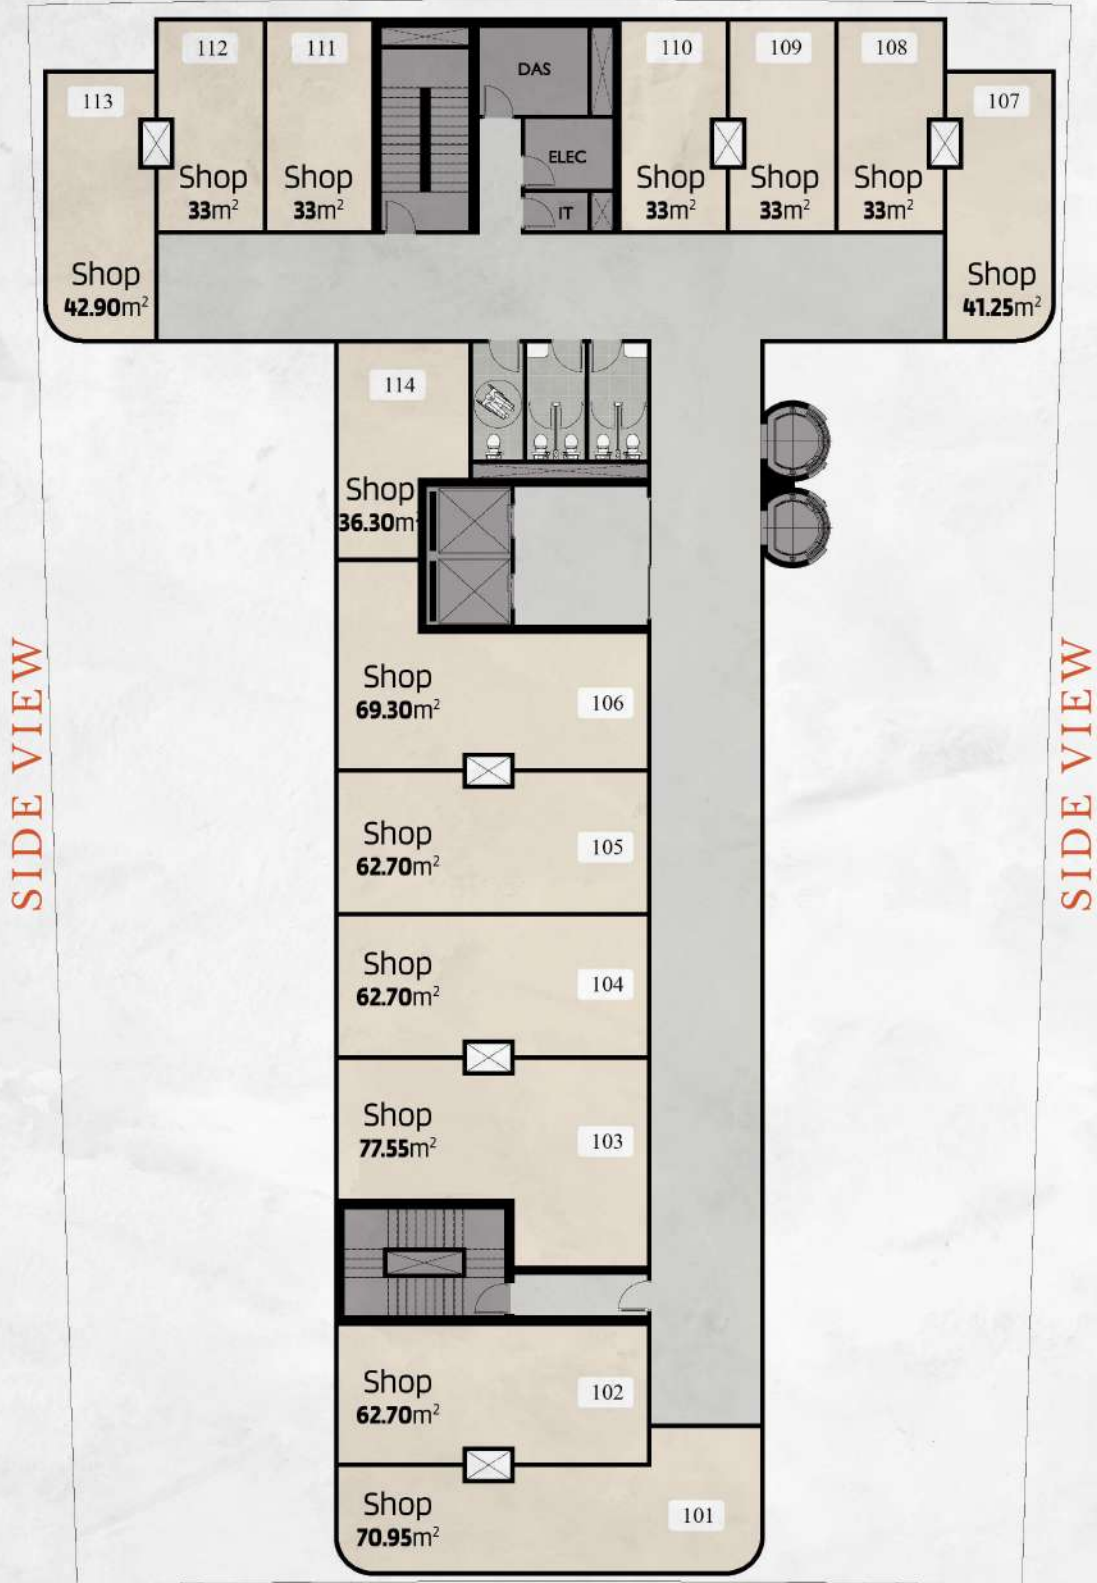 112
111
DAS
110
109
108
113
107
ELEC
Shop
33m²
Shop
33m²
IT
Shop
33m²
Shop
33m²
Shop
33m²
Shop
42.90m²
Shop
41.25m²
114
Shop
36.30m²
SIDE VIEW
SIDE VIEW
Shop
69.30m²
106
Shop
62.70m²
105
Shop
62.70m²
104
Shop
77.55m²
103
Shop
62.70m²
102
Shop
70.95m²
101